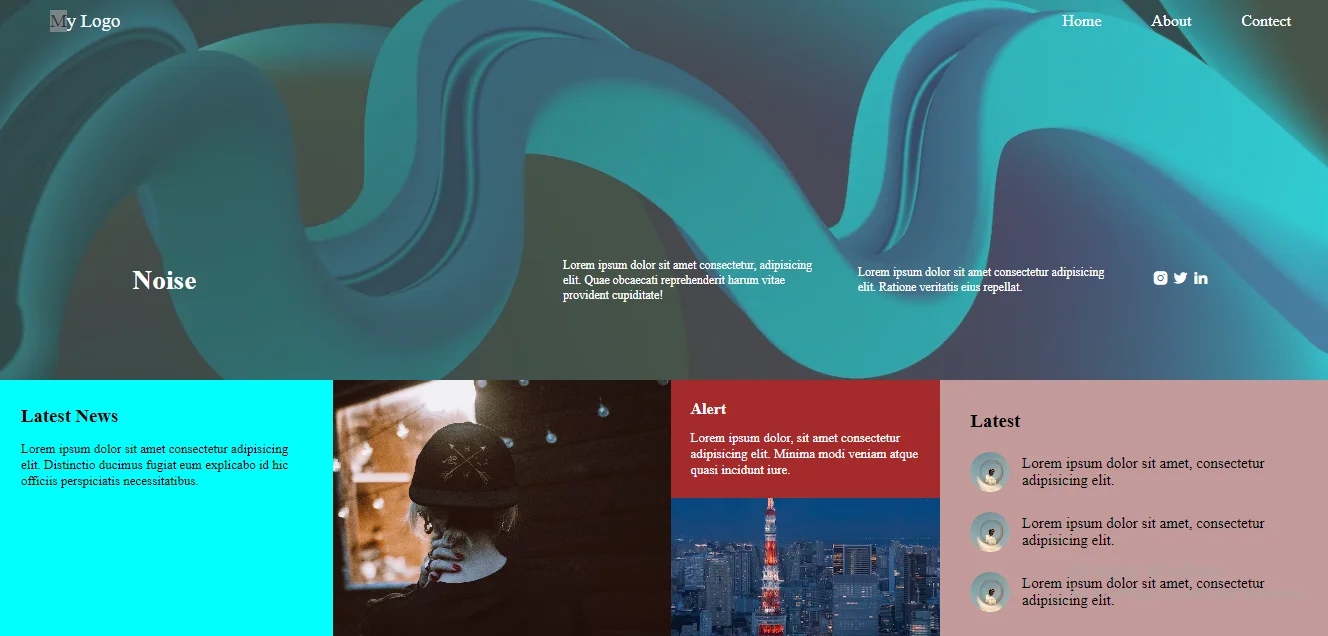 My Logo
Home
About
Contect
Noise
Lorem ipsum dolor sit amet consectetur, adipisicing
elit. Quae obcaecati reprehenderit harum vitae
provident cupiditate!
Lorem ipsum dolor sit amet consectetur adipisicing
elit. Ratione veritatis eius repellat.
Latest News
Lorem ipsum dolor sit amet consectetur adipisicing
elit. Distinctio ducimus fugiat eum explicabo id hic
officiis perspiciatis necessitatibus.
Alert
Lorem ipsum dolor, sit amet consectetur
adipisicing elit. Minima modi veniam atque
quasi incidunt iure.
Latest
Lorem ipsum dolor sit amet, consectetur
adipisicing elit.
Lorem ipsum dolor sit amet, consectetur
adipisicing elit.
Lorem ipsum dolor sit amet, consectetur
adipisicing elit.